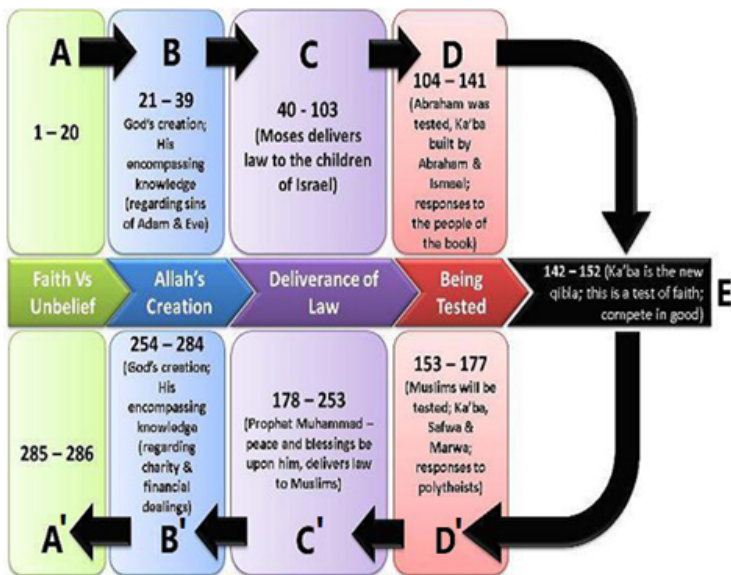 A
B
C
D
1 – 20
21 – 39
God's creation;
His
encompassing
knowledge
(regarding sins
of Adam & Eve)
40 - 103
(Moses delivers
law to the children
of Israel)
104 – 141
(Abraham was
tested, Ka'ba
built by
Abraham &
Ismael;
responses to
the people of
the book)
Faith Vs
Unbelief
Allah's
Creation
Deliverance of
Law
Being
Tested
142 – 152 (Ka'ba is the new
qibla; this is a test of faith;
compete in good)
E
285 – 286
254 – 284
(God's creation;
His
encompassing
knowledge
(regarding
charity &
financial
dealings)
178 – 253
(Prophet Muhammad –
peace and blessings be
upon him, delivers law
to Muslims)
153 – 177
(Muslims will be
tested; Ka'ba,
Safwa &
Marwa;
responses to
polytheists)
A'
B'
C'
D'